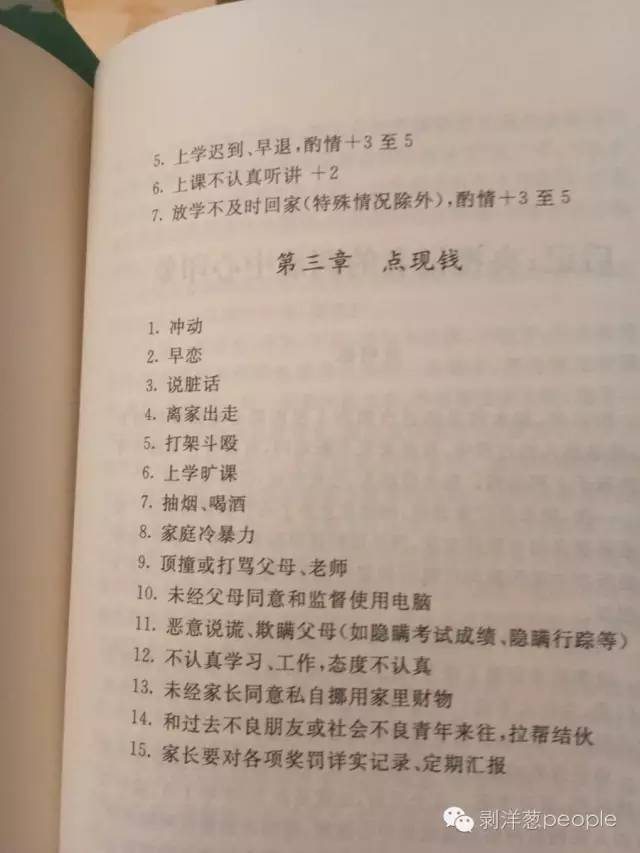 5. 上学迟到、早退,酌情+3 至 5
6. 上课不认真听讲 +2
7. 放学不及时回家(特殊情况除外),酌情+3 至 5
第三章 点现钱
1. 冲动
2. 早恋
3. 说脏话
4. 离家出走
5. 打架斗殴
6. 上学旷课
7. 抽烟、喝酒
8. 家庭冷暴力
9. 顶撞或打骂父母、老师
10. 未经父母同意和监督使用电脑
11. 恶意说谎、欺瞒父母(如隐瞒考试成绩、隐瞒行踪等)
12. 不认真学习、工作,态度不认真
13. 未经家长同意私自挪用家里财物
14. 和过去不良朋友或社会不良青年来往,拉帮结伙
15. 家长要对各项奖罚详实记录、定期汇报
剥洋葱people